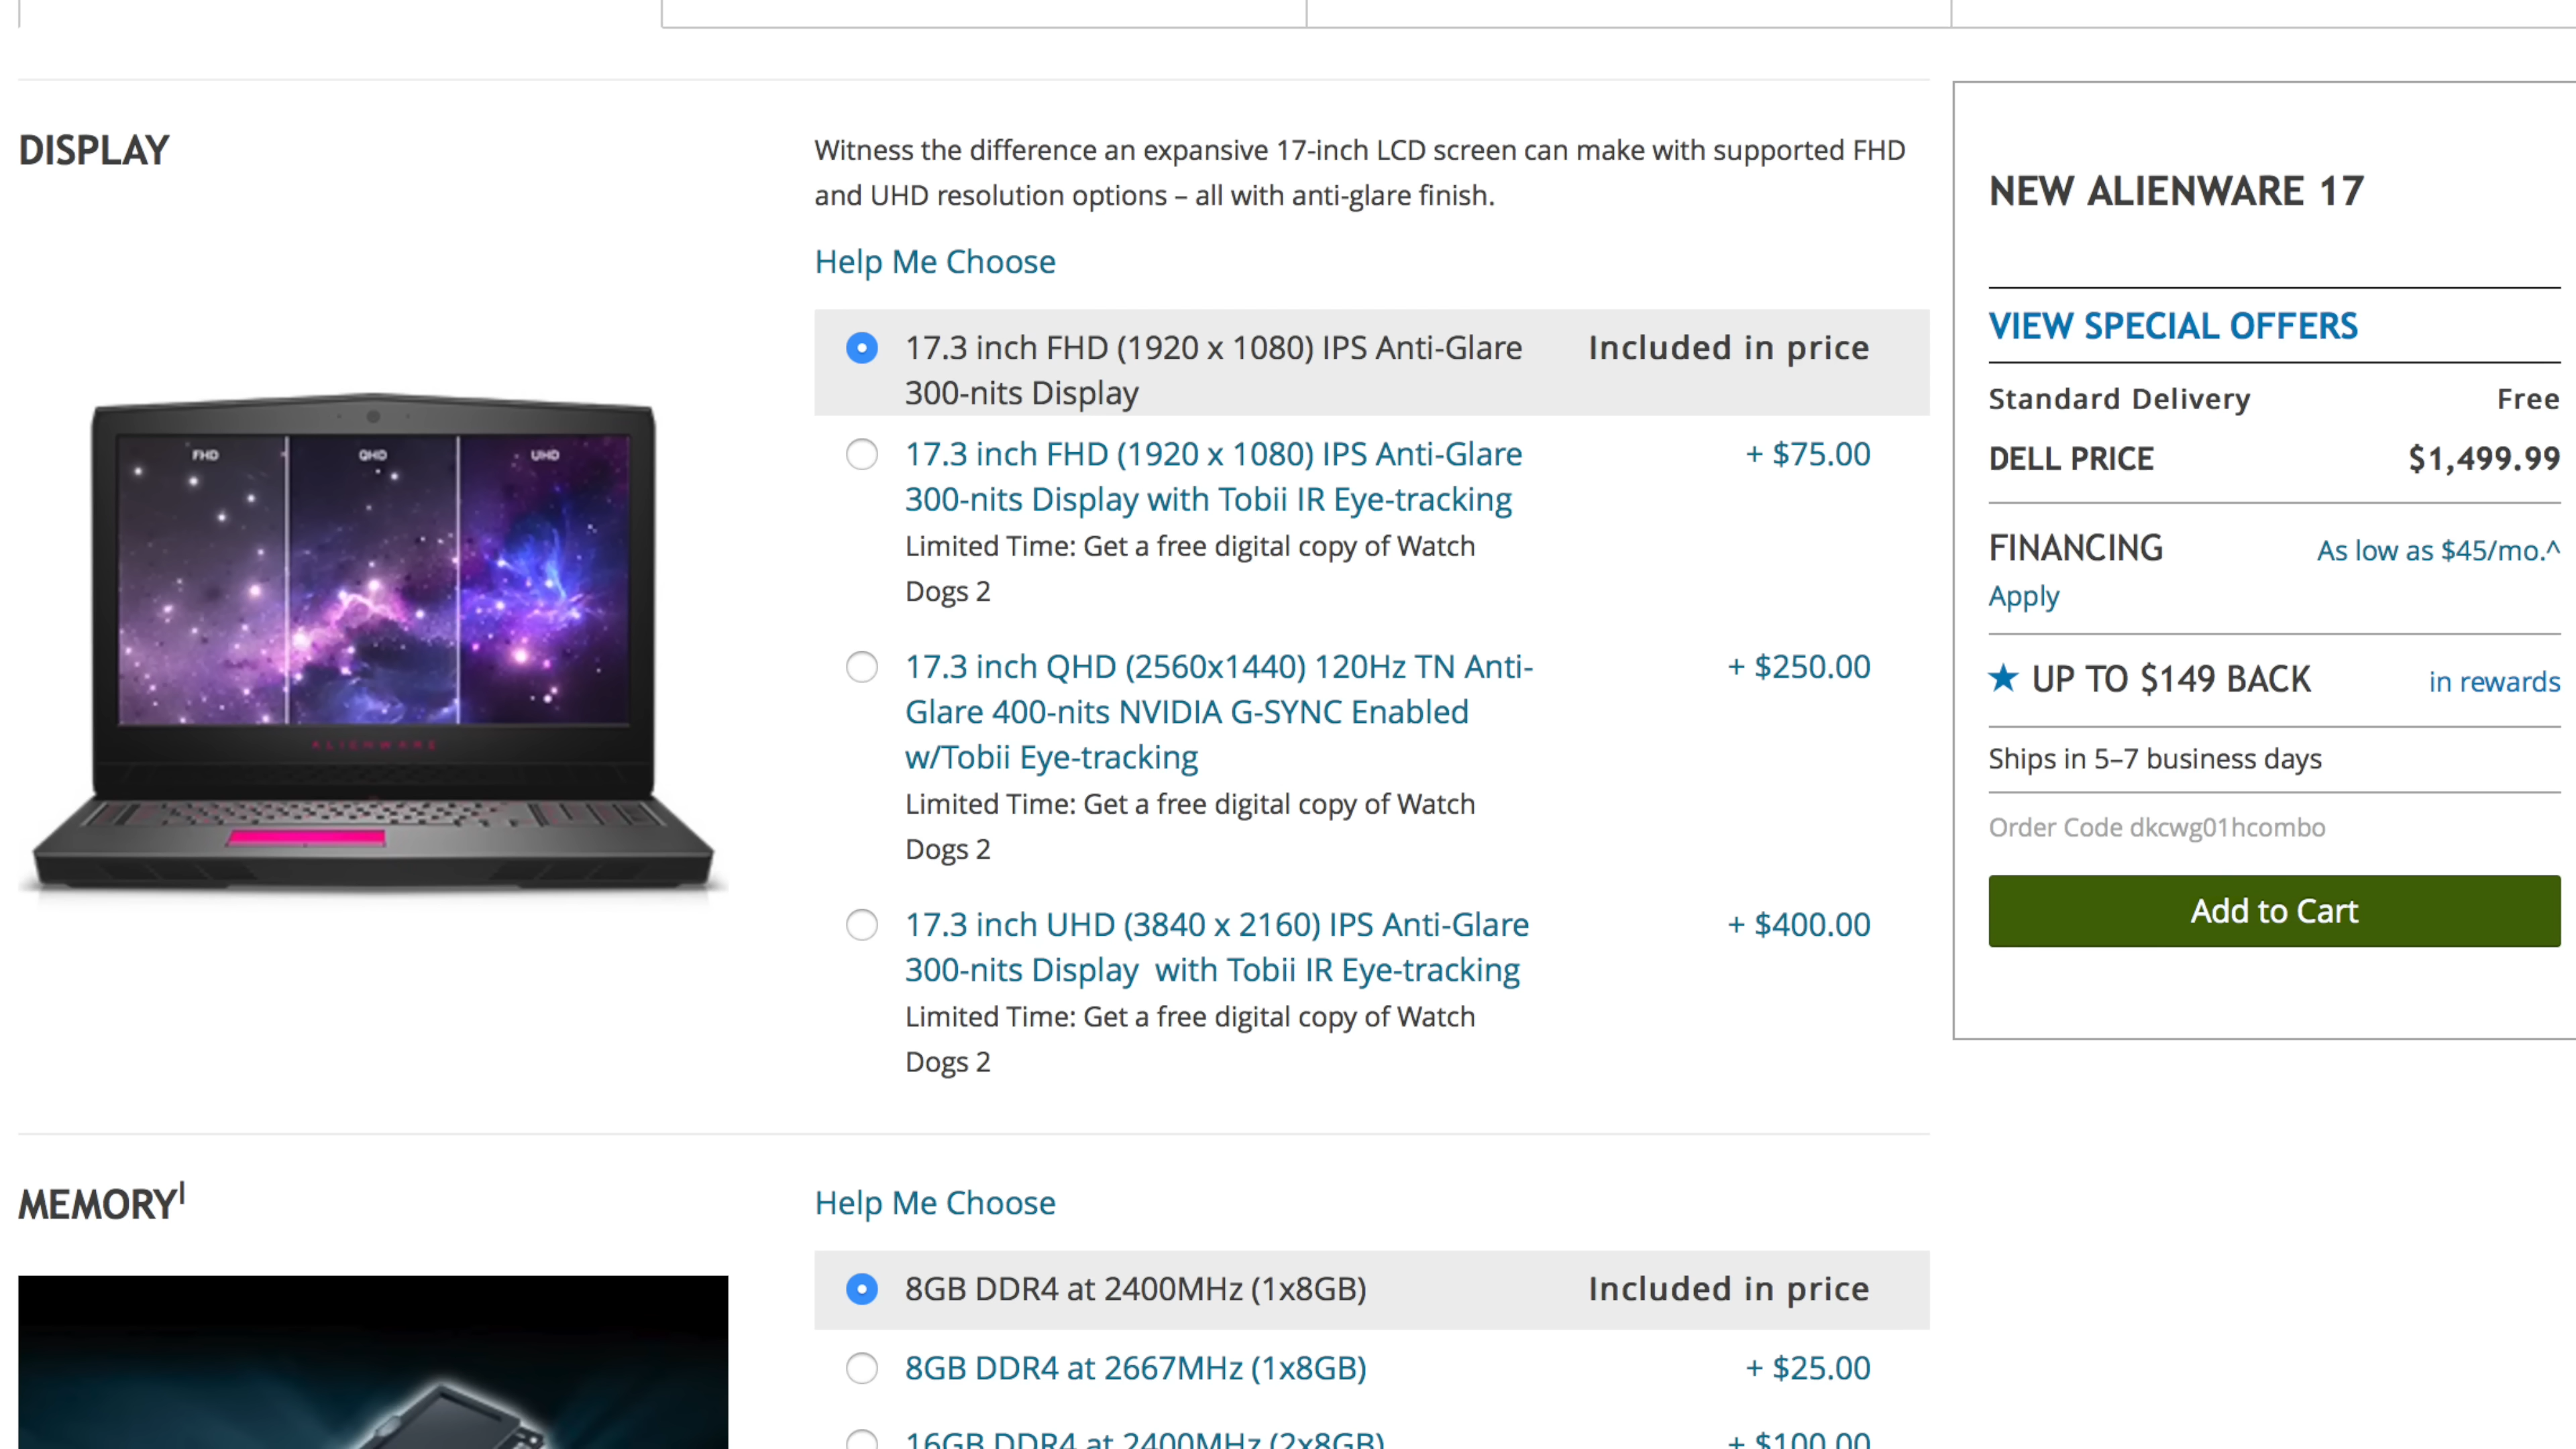 DISPLAY
Witness the difference an expansive 17-inch LCD screen can make with supported FHD
and UHD resolution options – all with anti-glare finish.
Help Me Choose
17.3 inch FHD (1920 x 1080) IPS Anti-Glare Included in price
300-nits Display
17.3 inch FHD (1920 x 1080) IPS Anti-Glare + $75.00
300-nits Display with Tobii IR Eye-tracking
Limited Time: Get a free digital copy of Watch
Dogs 2
17.3 inch QHD (2560x1440) 120Hz TN Anti- + $250.00
Glare 400-nits NVIDIA G-SYNC Enabled
w/Tobii Eye-tracking
Limited Time: Get a free digital copy of Watch
Dogs 2
17.3 inch UHD (3840 x 2160) IPS Anti-Glare + $400.00
300-nits Display  with Tobii IR Eye-tracking
Limited Time: Get a free digital copy of Watch
Dogs 2
FHD QHD UHD
ALIENWARE
NEW ALIENWARE 17
VIEW SPECIAL OFFERS
Standard Delivery Free
DELL PRICE $1,499.99
FINANCING As low as $45/mo.^
Apply
★ UP TO $149 BACK in rewards
Ships in 5–7 business days
Order Code dkcwg01hcombo
Add to Cart
MEMORY
Help Me Choose
8GB DDR4 at 2400MHz (1x8GB) Included in price
8GB DDR4 at 2667MHz (1x8GB) + $25.00
16GB DDR4 at 2400MHz (2x8GB) + $100.00